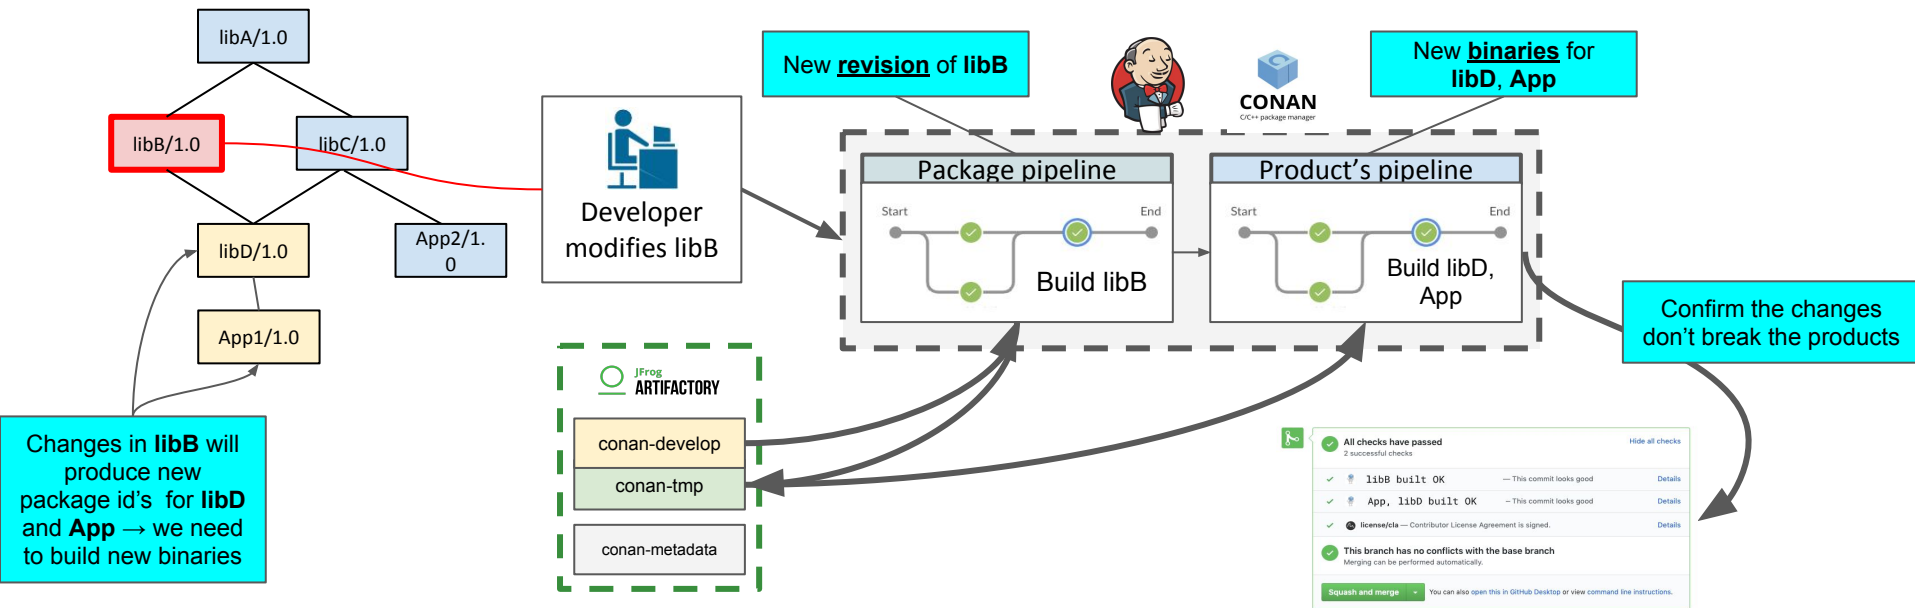 libA/1.0
libB/1.0
libC/1.0
libD/1.0
App2/1.
0
App1/1.0
Changes in libB will
produce new
package id's for libD
and App → we need
to build new binaries
Developer
modifies libB
New revision of libB
CONAN
C/C++ package manager
New binaries for
libD, App
Package pipeline
Start
End
Build libB
Product's pipeline
Start
End
Build libD,
App
Confirm the changes
don't break the products
JFrog
ARTIFACTORY
conan-develop
conan-tmp
conan-metadata
All checks have passed
Hide all checks
2 successful checks
libB built OK — This commit looks good Details
App, libD built OK — This commit looks good Details
license/cla — Contributor License Agreement is signed. Details
This branch has no conflicts with the base branch
Merging can be performed automatically.
Squash and merge You can also open this in GitHub Desktop or view command line instructions.